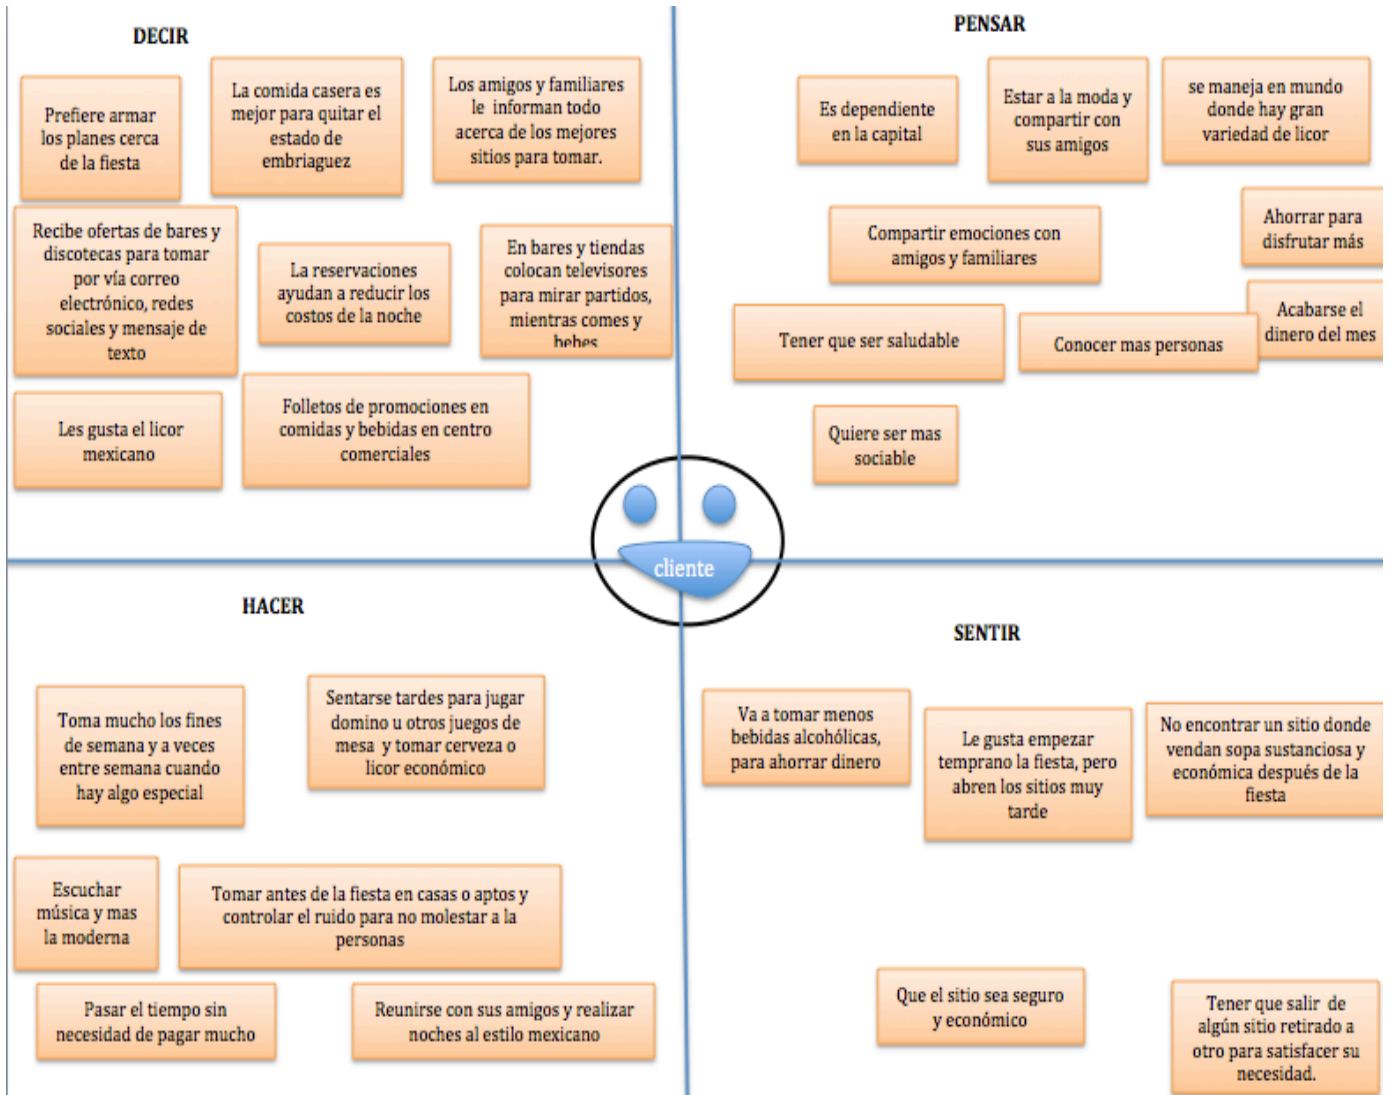 DECIR
Prefiere armar
los planes cerca
de la fiesta
La comida casera es
mejor para quitar el
estado de
embriaguez
Los amigos y familiares
le informan todo
acerca de los mejores
sitios para tomar.
Recibe ofertas de bares y
discotecas para tomar
por vía correo
electrónico, redes
sociales y mensaje de
texto
La reservaciones
ayudan a reducir los
costos de la noche
En bares y tiendas
colocan televisores
para mirar partidos,
mientras comes y
bebes
Les gusta el licor
mexicano
Folletos de promociones en
comidas y bebidas en centro
comerciales
PENSAR
Es dependiente
en la capital
Estar a la moda y
compartir con
sus amigos
se maneja en mundo
donde hay gran
variedad de licor
Compartir emociones con
amigos y familiares
Ahorrar para
disfrutar más
Tener que ser saludable
Conocer mas personas
Acabarse el
dinero del mes
Quiere ser mas
sociable
cliente
HACER
Toma mucho los fines
de semana y a veces
entre semana cuando
hay algo especial
Sentarse tardes para jugar
domino u otros juegos de
mesa y tomar cerveza o
licor económico
Escuchar
música y mas
la moderna
Tomar antes de la fiesta en casas o aptos y
controlar el ruido para no molestar a la
personas
Pasar el tiempo sin
necesidad de pagar mucho
Reunirse con sus amigos y realizar
noches al estilo mexicano
SENTIR
Va a tomar menos
bebidas alcohólicas,
para ahorrar dinero
Le gusta empezar
temprano la fiesta, pero
abren los sitios muy
tarde
No encontrar un sitio donde
vendan sopa sustanciosa y
económica después de la
fiesta
Que el sitio sea seguro
y económico
Tener que salir de
algún sitio retirado a
otro para satisfacer su
necesidad.